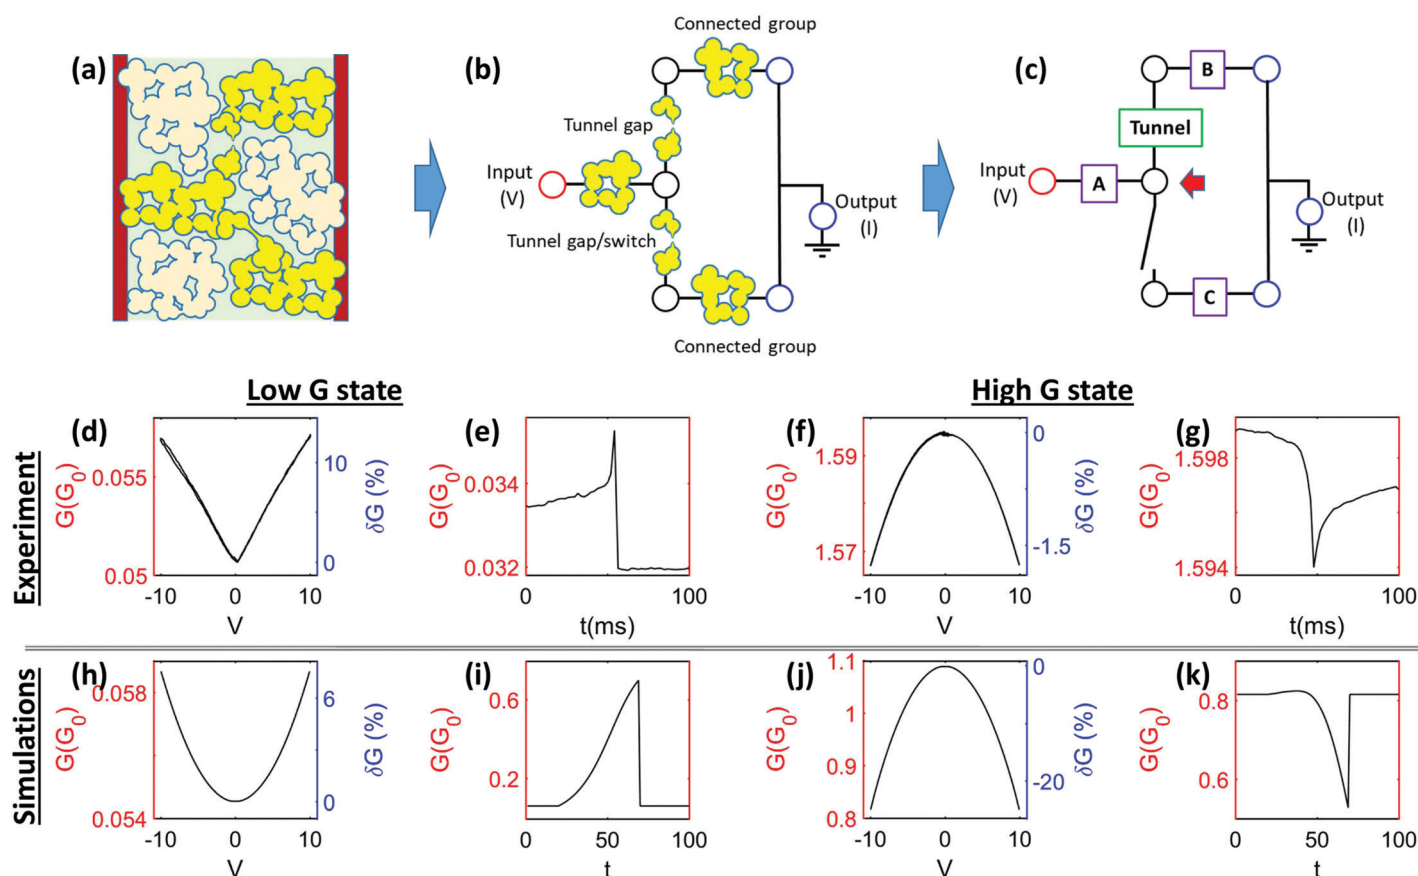 (a)
(b)
Connected group
Tunnel gap
Input
(V)
Tunnel gap/switch
Output
(I)
Connected group
(c)
B
Tunnel
Input
(V)
A
Output
(I)
C
Low G state
High G state
Experiment
(d)
G(G0)
0.055
0.05
10
0
δG (%)
-10 0 10
V
(e)
G(G0)
0.034
0.032
0 50 100
t(ms)
(f)
G(G0)
1.59
1.57
0
-1.5
δG (%)
-10 0 10
V
(g)
G(G0)
1.598
1.594
0 50 100
t(ms)
Simulations
(h)
G(G0)
0.058
0.054
6
3
0
δG (%)
-10 0 10
V
(i)
G(G0)
0.6
0.2
0 50 100
t
(j)
G(G0)
1.1
1
0.9
0.8
0
-20
δG (%)
-10 0 10
V
(k)
G(G0)
0.8
0.6
0 50 100
t